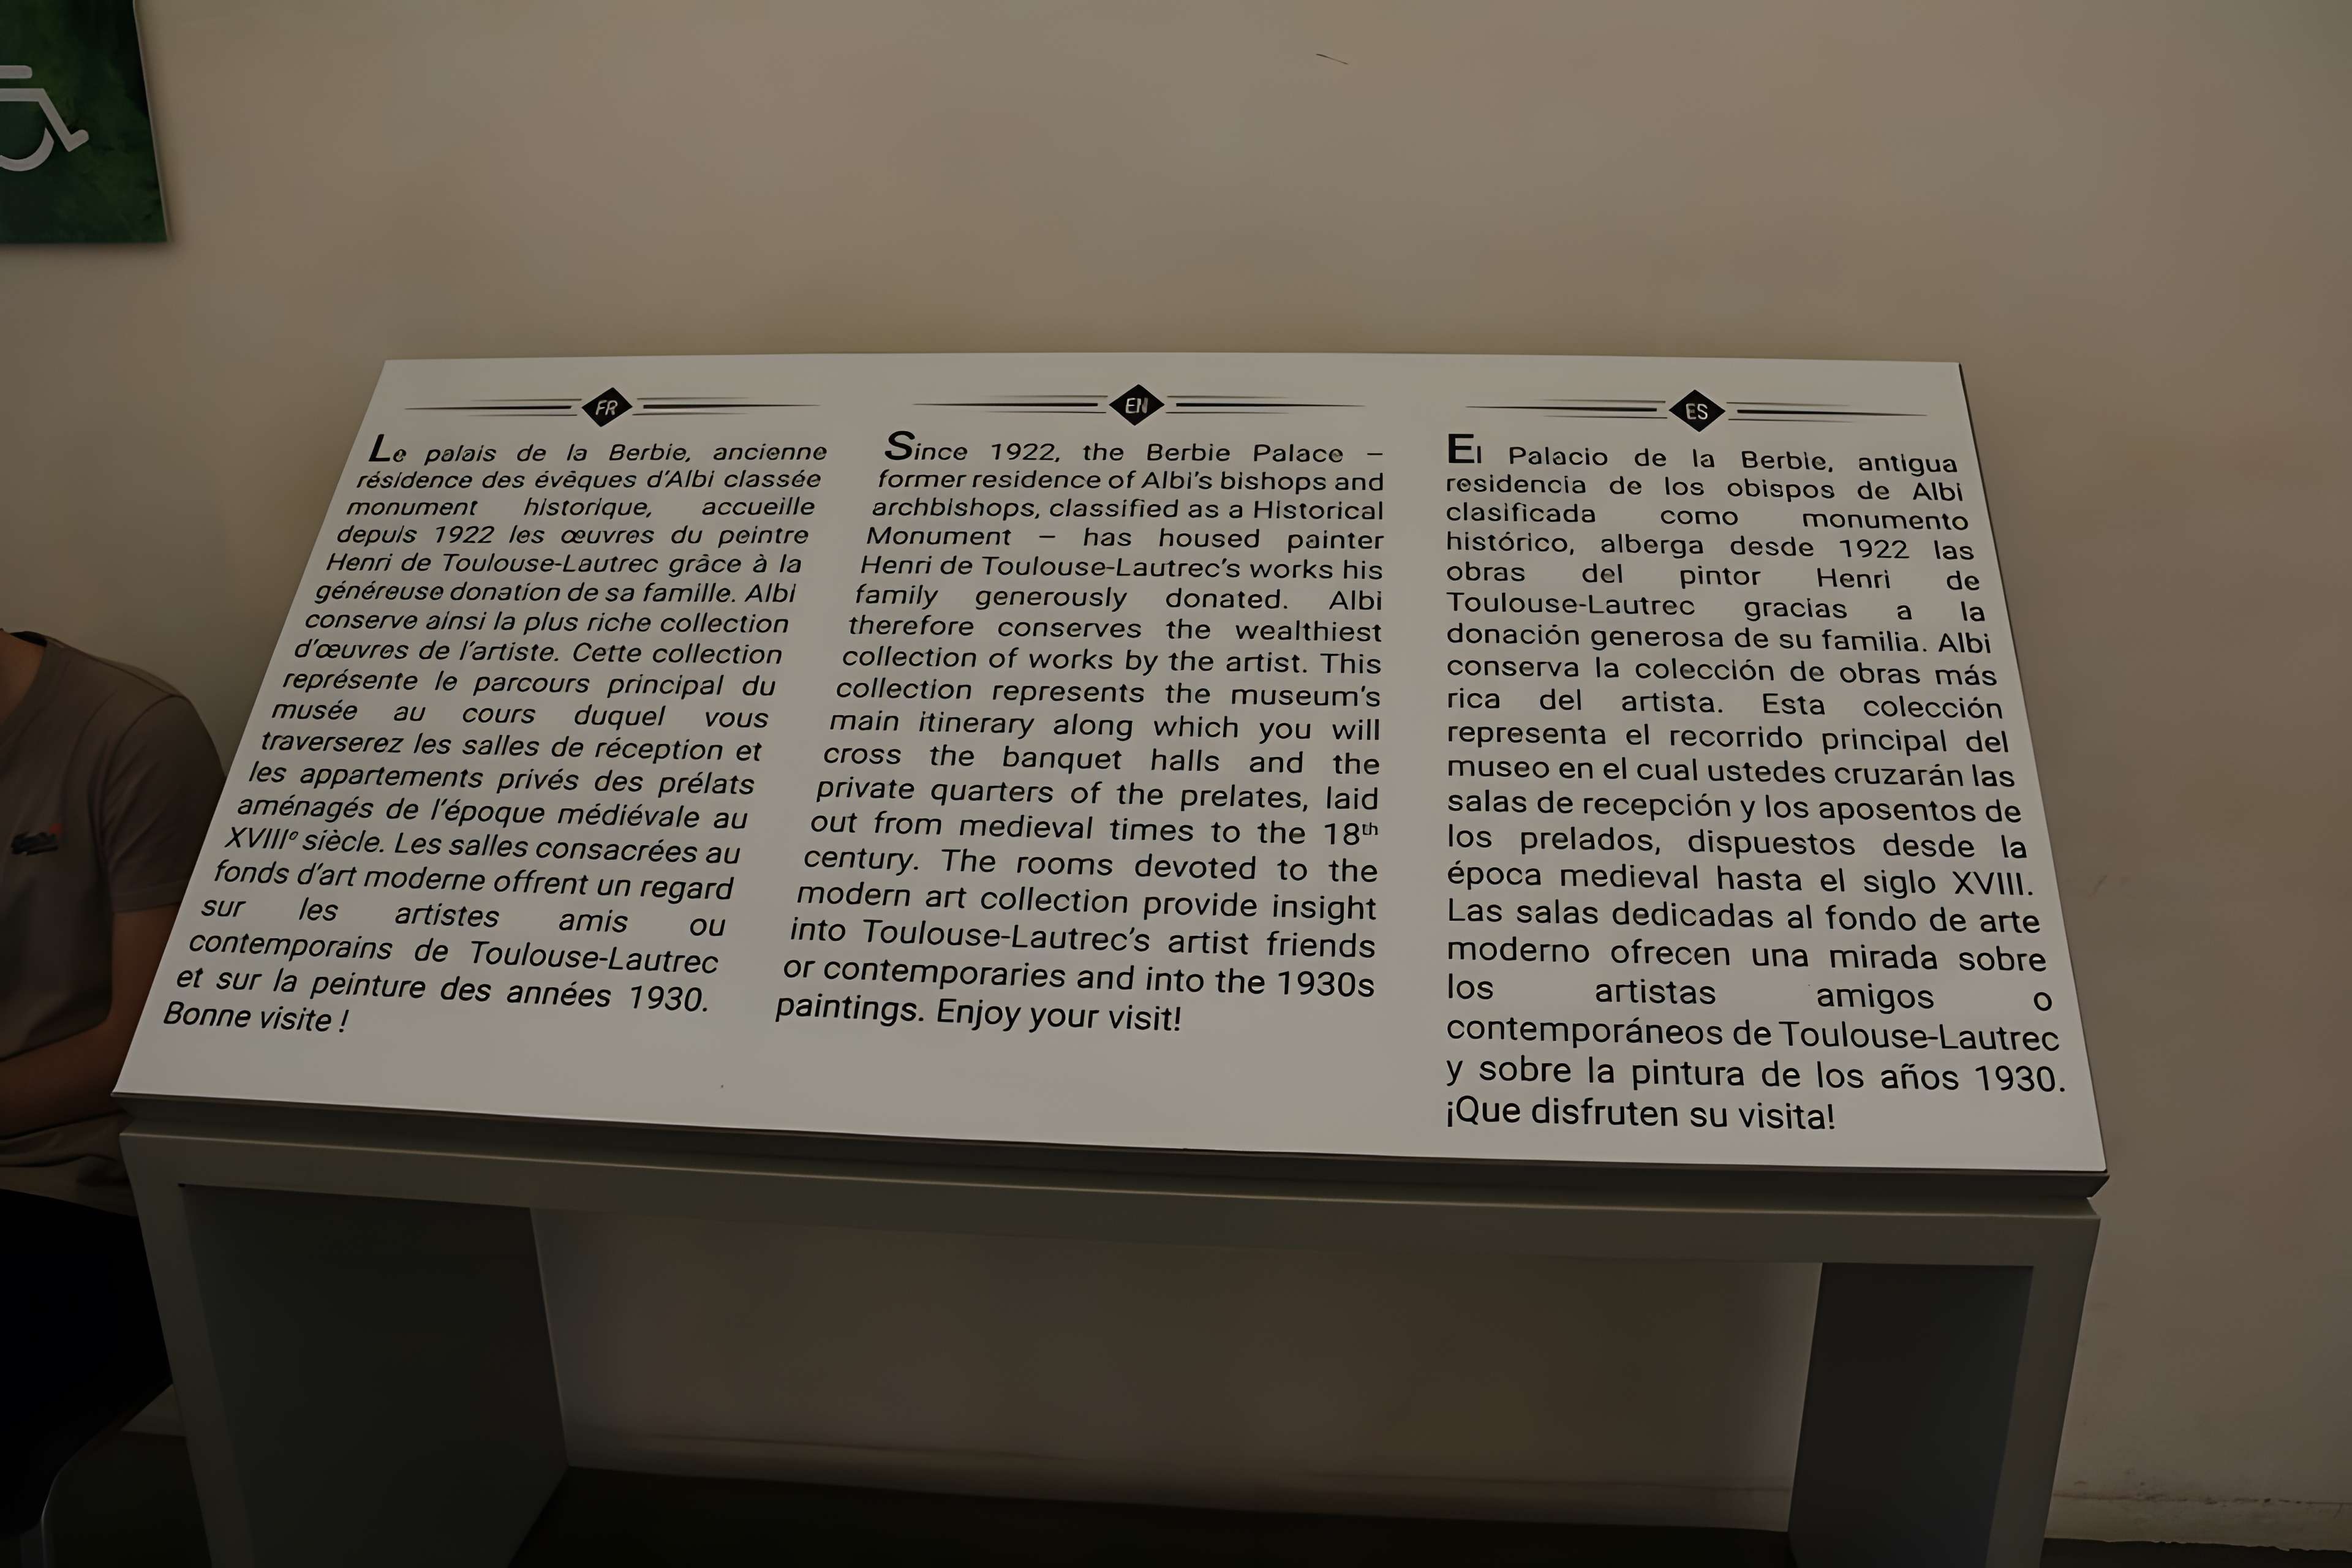 FR
Le palais de la Berbie, ancienne
résidence des évêques d'Albi classée
monument historique, accueille
depuis 1922 les œuvres du peintre
Henri de Toulouse-Lautrec grâce à la
généreuse donation de sa famille. Albi
conserve ainsi la plus riche collection
d'œuvres de l'artiste. Cette collection
représente le parcours principal du
musée au cours duquel vous
traverserez les salles de réception et
les appartements privés des prélats
aménagés de l'époque médiévale au
XVIIIe siècle. Les salles consacrées au
fonds d'art moderne offrent un regard
sur les artistes amis ou
contemporains de Toulouse-Lautrec
et sur la peinture des années 1930.
Bonne visite !
EN
Since 1922, the Berbie Palace –
former residence of Albi's bishops and
archbishops, classified as a Historical
Monument – has housed painter
Henri de Toulouse-Lautrec's works his
family generously donated. Albi
therefore conserves the wealthiest
collection of works by the artist. This
collection represents the museum's
main itinerary along which you will
cross the banquet halls and the
private quarters of the prelates, laid
out from medieval times to the 18th
century. The rooms devoted to the
modern art collection provide insight
into Toulouse-Lautrec's artist friends
or contemporaries and into the 1930s
paintings. Enjoy your visit!
ES
El Palacio de la Berbie, antigua
residencia de los obispos de Albi
clasificada como monumento
histórico, alberga desde 1922 las
obras del pintor Henri de
Toulouse-Lautrec gracias a la
donación generosa de su familia. Albi
conserva la colección de obras más
rica del artista. Esta colección
representa el recorrido principal del
museo en el cual ustedes cruzarán las
salas de recepción y los aposentos de
los prelados, dispuestos desde la
época medieval hasta el siglo XVIII.
Las salas dedicadas al fondo de arte
moderno ofrecen una mirada sobre
los artistas amigos o
contemporáneos de Toulouse-Lautrec
y sobre la pintura de los años 1930.
¡Que disfruten su visita!